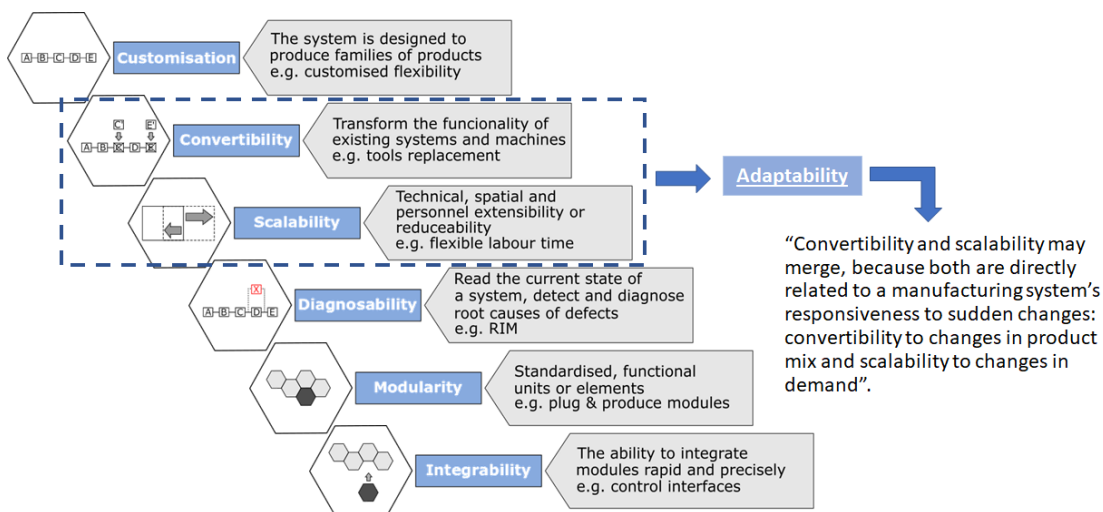 A B C D E
Customisation
The system is designed to
produce families of products
e.g. customised flexibility
C' E'
A B C D E
Convertibility
Transform the funcionality of
existing systems and machines
e.g. tools replacement
Adaptability
Scalability
Technical, spatial and
personnel extensibility or
reduceability
e.g. flexible labour time
“Convertibility and scalability may
merge, because both are directly
related to a manufacturing system’s
responsiveness to sudden changes:
convertibility to changes in product
mix and scalability to changes in
demand”.
X
A B C D E
Diagnosability
Read the current state of
a system, detect and diagnose
root causes of defects
e.g. RIM
Modularity
Standardised, functional
units or elements
e.g. plug & produce modules
Integrability
The ability to integrate
modules rapid and precisely
e.g. control interfaces